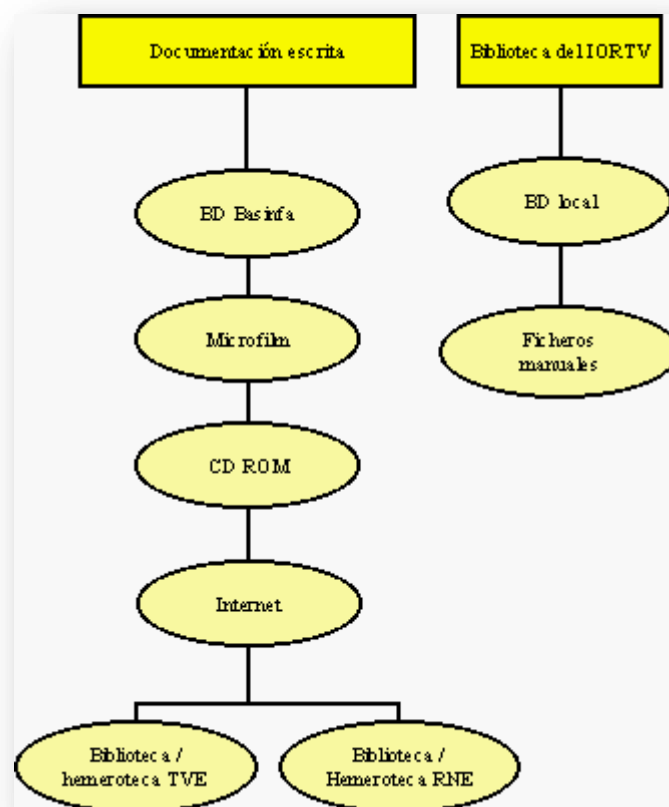 Documentación escrita
Biblioteca del IORTV
BD Basinfa
BD local
Microfilm
Ficheros
manuales
CD ROM
Internet
Biblioteca /
hemeroteca TVE
Biblioteca /
Hemeroteca RNE